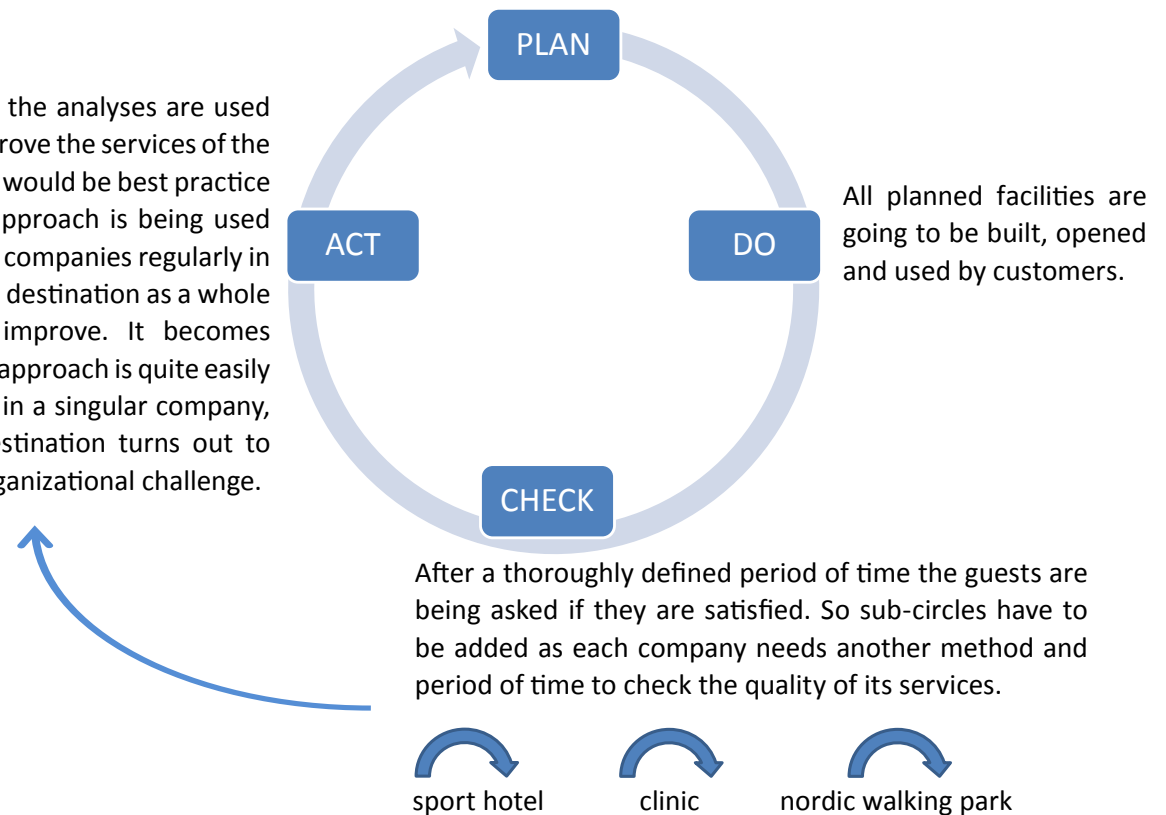 PLAN
the analyses are used
rove the services of the
would be best practice
pproach is being used
companies regularly in
destination as a whole
improve. It becomes
approach is quite easily
in a singular company,
estination turns out to
ganizational challenge.
ACT
DO
All planned facilities are
going to be built, opened
and used by customers.
CHECK
After a thoroughly defined period of time the guests are
being asked if they are satisfied. So sub-circles have to
be added as each company needs another method and
period of time to check the quality of its services.
sport hotel
clinic
nordic walking park